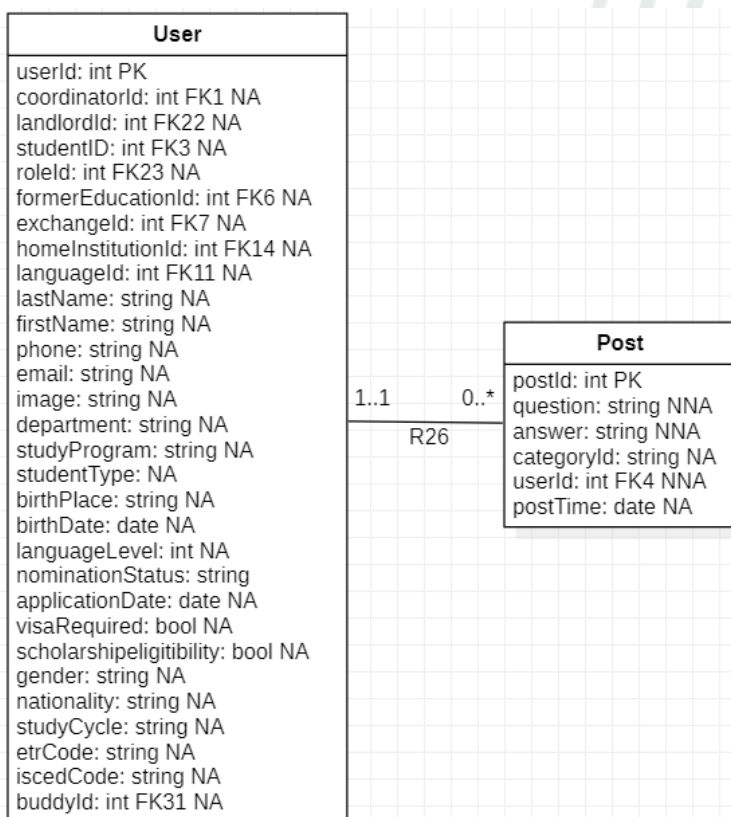 User
userId: int PK
coordinatorId: int FK1 NA
landlordId: int FK22 NA
studentID: int FK3 NA
roleId: int FK23 NA
formerEducationId: int FK6 NA
exchangeId: int FK7 NA
homeInstitutionId: int FK14 NA
languageId: int FK11 NA
lastName: string NA
firstName: string NA
phone: string NA
email: string NA
image: string NA
department: string NA
studyProgram: string NA
studentType: NA
birthPlace: string NA
birthDate: date NA
languageLevel: int NA
nominationStatus: string
applicationDate: date NA
visaRequired: bool NA
scholarshipeligitibility: bool NA
gender: string NA
nationality: string NA
studyCycle: string NA
etrCode: string NA
iscedCode: string NA
buddyId: int FK31 NA
1..1
0..*
R26
Post
postId: int PK
question: string NNA
answer: string NNA
categoryId: string NA
userId: int FK4 NNA
postTime: date NA